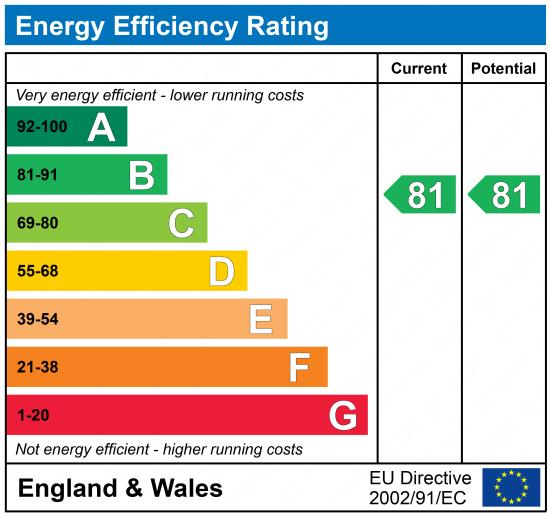 Energy Efficiency Rating
Current Potential
Very energy efficient - lower running costs
92-100 A
81-91 B
81 81
69-80 C
55-68 D
39-54 E
21-38 F
1-20 G
Not energy efficient - higher running costs
England & Wales
EU Directive
2002/91/EC